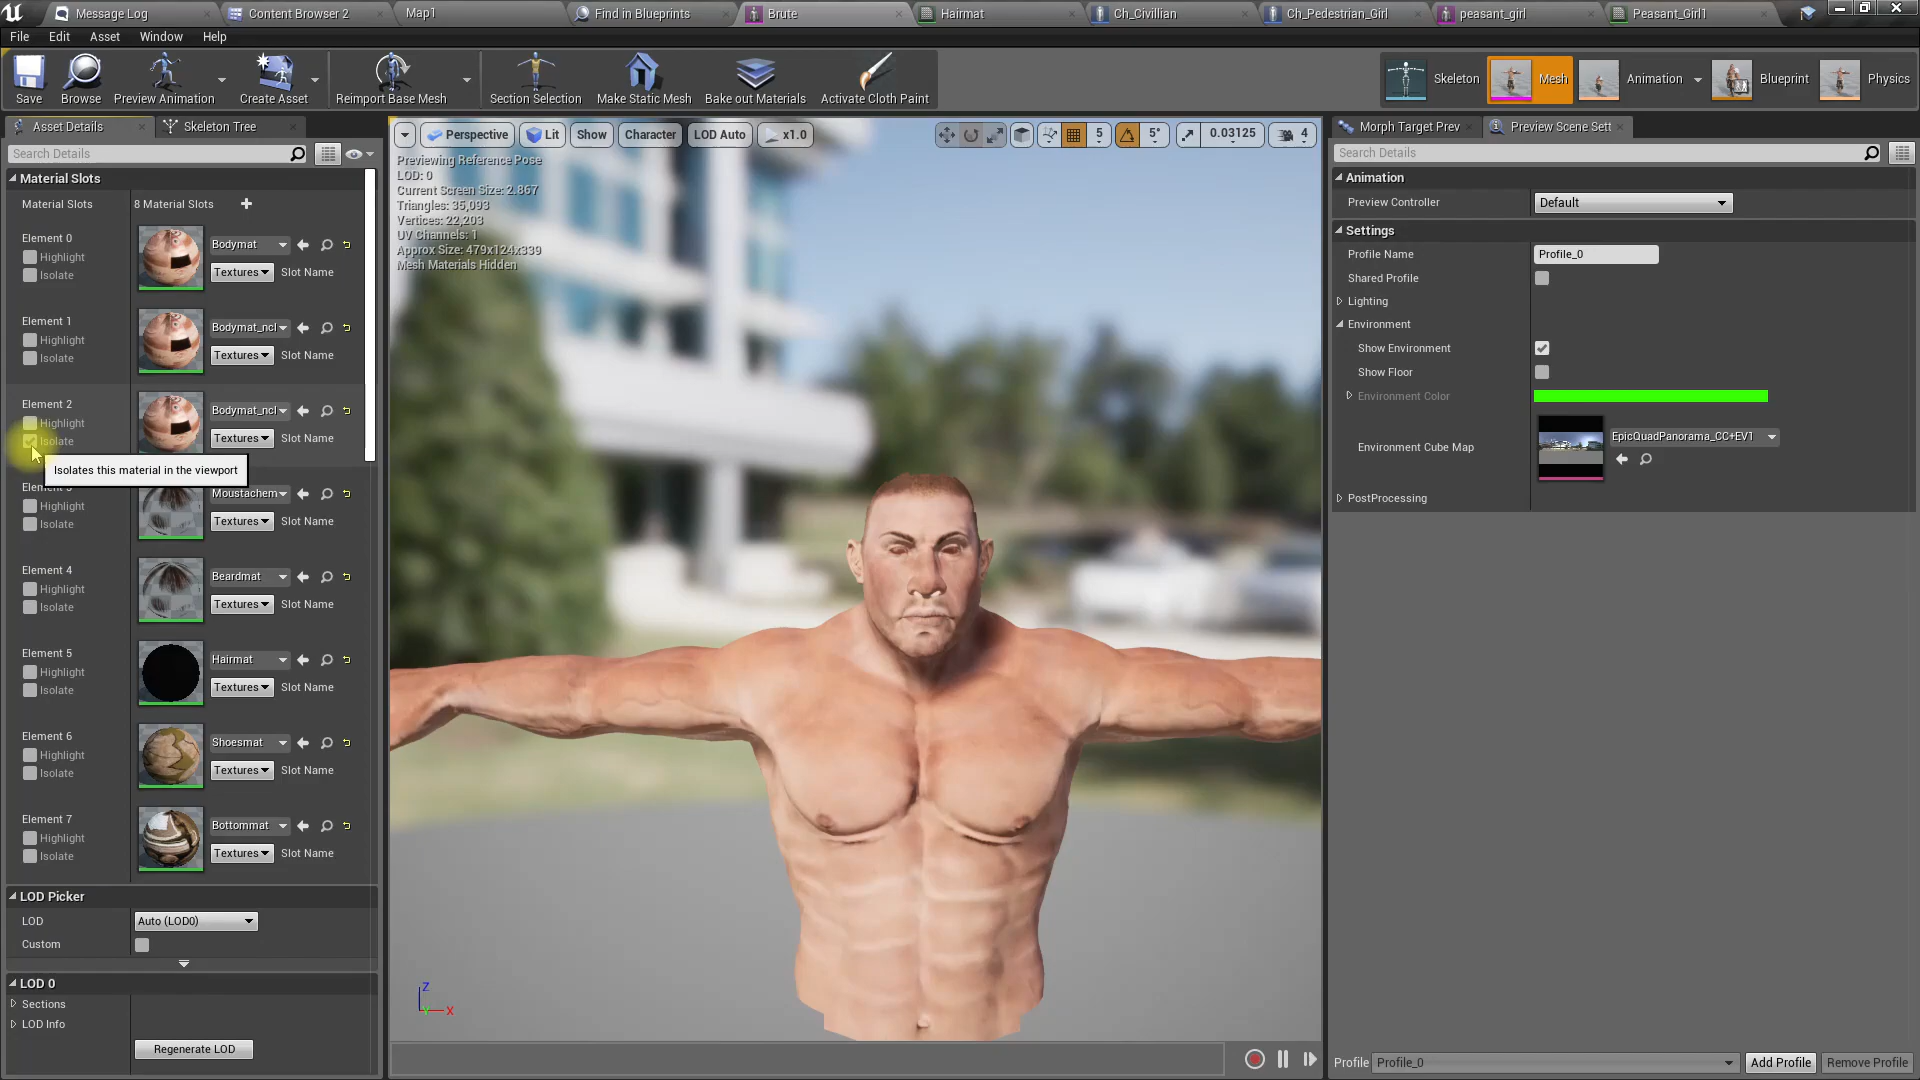 Message Log
Content Browser 2
Map1
Find in Blueprints
Brute
Hairmat
Ch_Civillian
Ch_Pedestrian_Girl
peasant_girl
Peasant_Girl1
File Edit Asset Window Help
Save
Browse
Preview Animation
Create Asset
Reimport Base Mesh
Section Selection
Make Static Mesh
Bake out Materials
Activate Cloth Paint
Skeleton
Mesh
Animation
Blueprint
Physics
Asset Details
Skeleton Tree
Search Details
Material Slots
Material Slots 8 Material Slots
Element 0
Highlight
Isolate
Bodymat
Textures Slot Name
Element 1
Highlight
Isolate
Bodymat_ncl
Textures Slot Name
Element 2
Highlight
Isolate
Bodymat_ncl
Textures Slot Name
Isolates this material in the viewport
Highlight
Isolate
Moustachem
Textures Slot Name
Element 4
Highlight
Isolate
Beardmat
Textures Slot Name
Element 5
Highlight
Isolate
Hairmat
Textures Slot Name
Element 6
Highlight
Isolate
Shoesmat
Textures Slot Name
Element 7
Highlight
Isolate
Bottommat
Textures Slot Name
LOD Picker
LOD Auto (LOD0)
Custom
LOD 0
Sections
LOD Info
Regenerate LOD
Perspective Lit Show Character LOD Auto x1.0 5 5° 0.03125 4
Previewing Reference Pose
LOD: 0
Current Screen Size: 2.867
Triangles: 35,093
Vertices: 22,203
UV Channels: 1
Approx Size: 479x124x339
Mesh Materials Hidden
Z
Y X
Morph Target Prev
Preview Scene Sett
Search Details
Animation
Preview Controller Default
Settings
Profile Name Profile_0
Shared Profile
Lighting
Environment
Show Environment
Show Floor
Environment Color
Environment Cube Map EpicQuadPanorama_CC+EV1
PostProcessing
Profile Profile_0 Add Profile Remove Profile